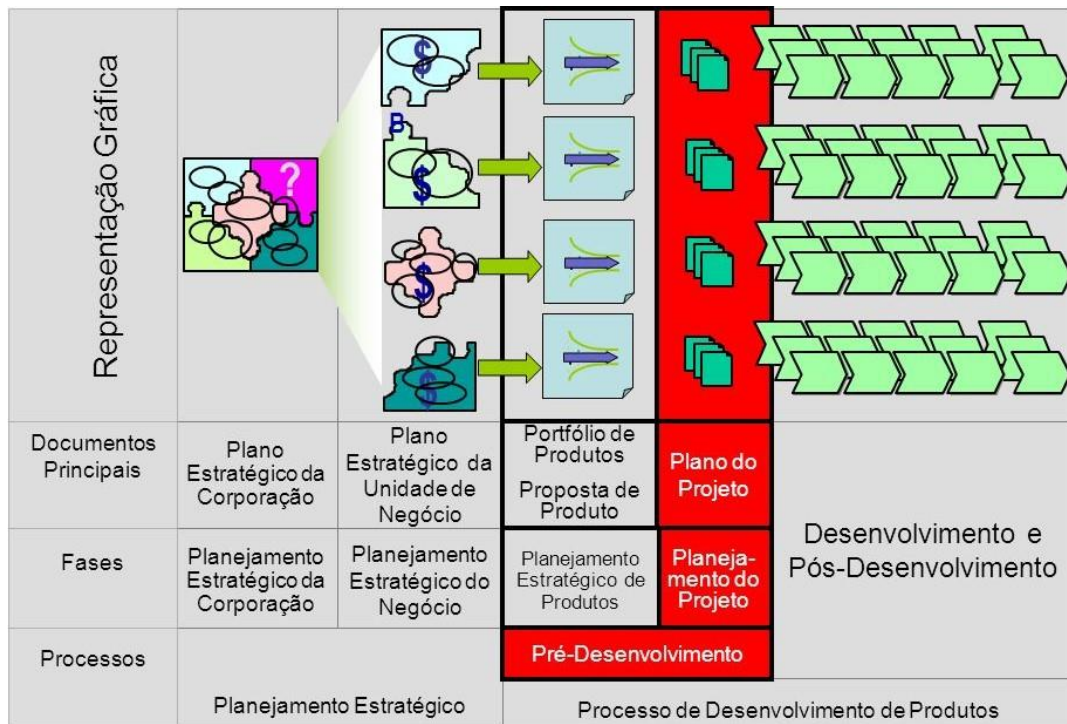 Representação Gráfica
?
$
B
$
$
$
Documentos
Principais
Plano
Estratégico da
Corporação
Plano
Estratégico da
Unidade de
Negócio
Portfólio de
Produtos
Proposta de
Produto
Plano do
Projeto
Desenvolvimento e
Pós-Desenvolvimento
Fases
Planejamento
Estratégico da
Corporação
Planejamento
Estratégico do
Negócio
Planejamento
Estratégico de
Produtos
Planeja-
mento do
Projeto
Processos
Pré-Desenvolvimento
Planejamento Estratégico
Processo de Desenvolvimento de Produtos